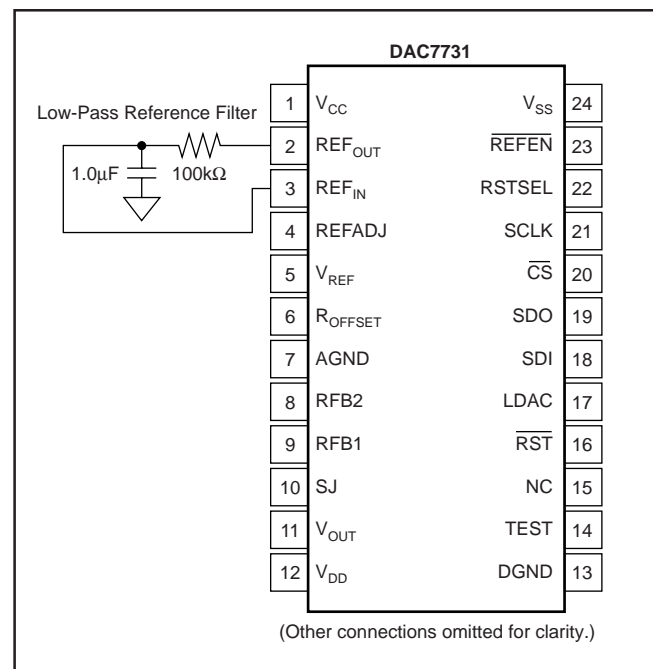 DAC7731
Low-Pass Reference Filter
1.0µF
100kΩ
1 V_CC
2 REF_OUT
3 REF_IN
4 REFADJ
5 V_REF
6 R_OFFSET
7 AGND
8 RFB2
9 RFB1
10 SJ
11 V_OUT
12 V_DD
V_SS 24
R̅E̅F̅E̅N̅ 23
RSTSEL 22
SCLK 21
C̅S̅ 20
SDO 19
SDI 18
LDAC 17
R̅S̅T̅ 16
NC 15
TEST 14
DGND 13
(Other connections omitted for clarity.)